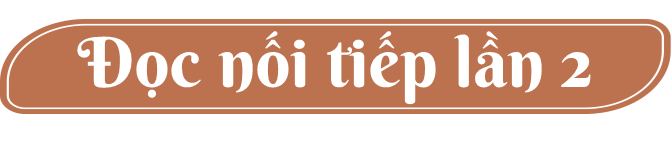 Đọc nối tiếp lần 2